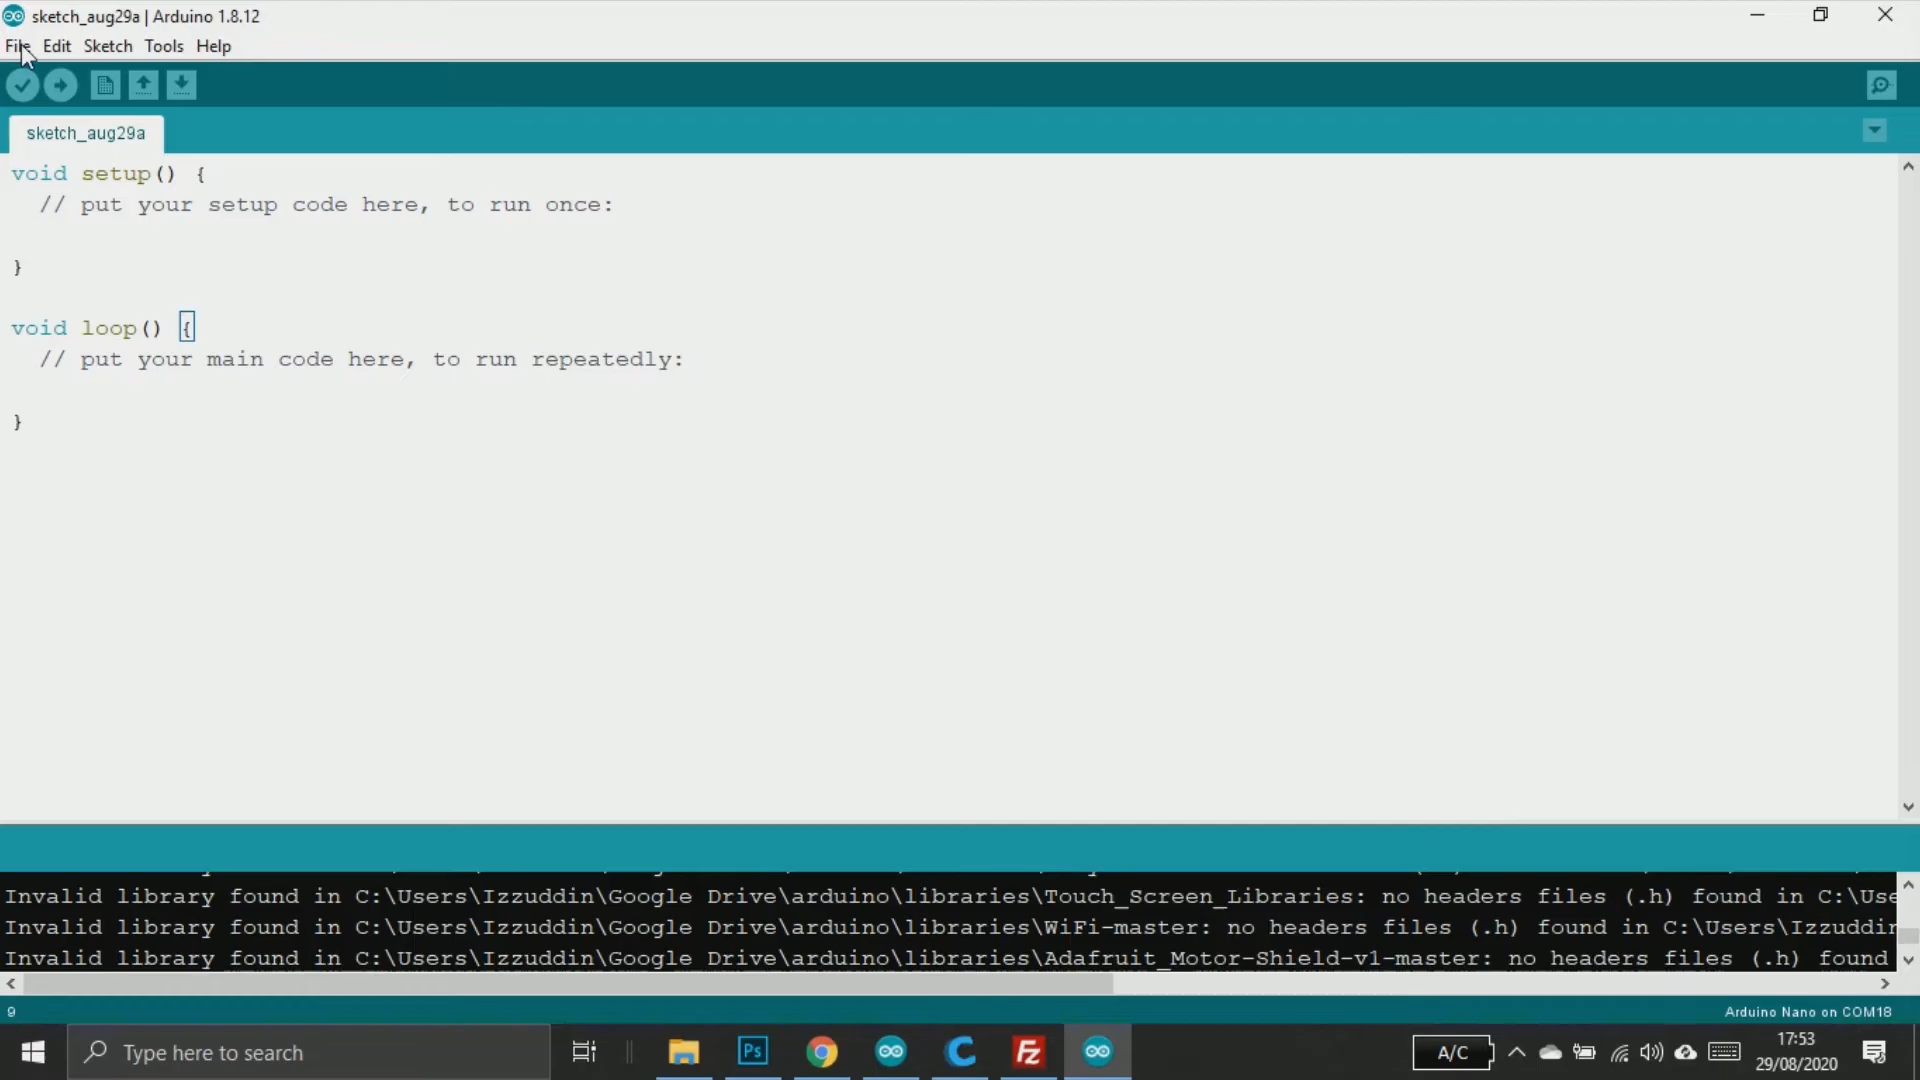 sketch_aug29a | Arduino 1.8.12
File Edit Sketch Tools Help
sketch_aug29a
void setup() {
// put your setup code here, to run once:
}
void loop() {
// put your main code here, to run repeatedly:
}
Invalid library found in C:\Users\Izzuddin\Google Drive\arduino\libraries\Touch_Screen_Libraries: no headers files (.h) found in C:\Use
Invalid library found in C:\Users\Izzuddin\Google Drive\arduino\libraries\WiFi-master: no headers files (.h) found in C:\Users\Izzuddin
Invalid library found in C:\Users\Izzuddin\Google Drive\arduino\libraries\Adafruit_Motor-Shield-v1-master: no headers files (.h) found
9
Arduino Nano on COM18
Type here to search
Ps
Fz
A/C
17:53
29/08/2020